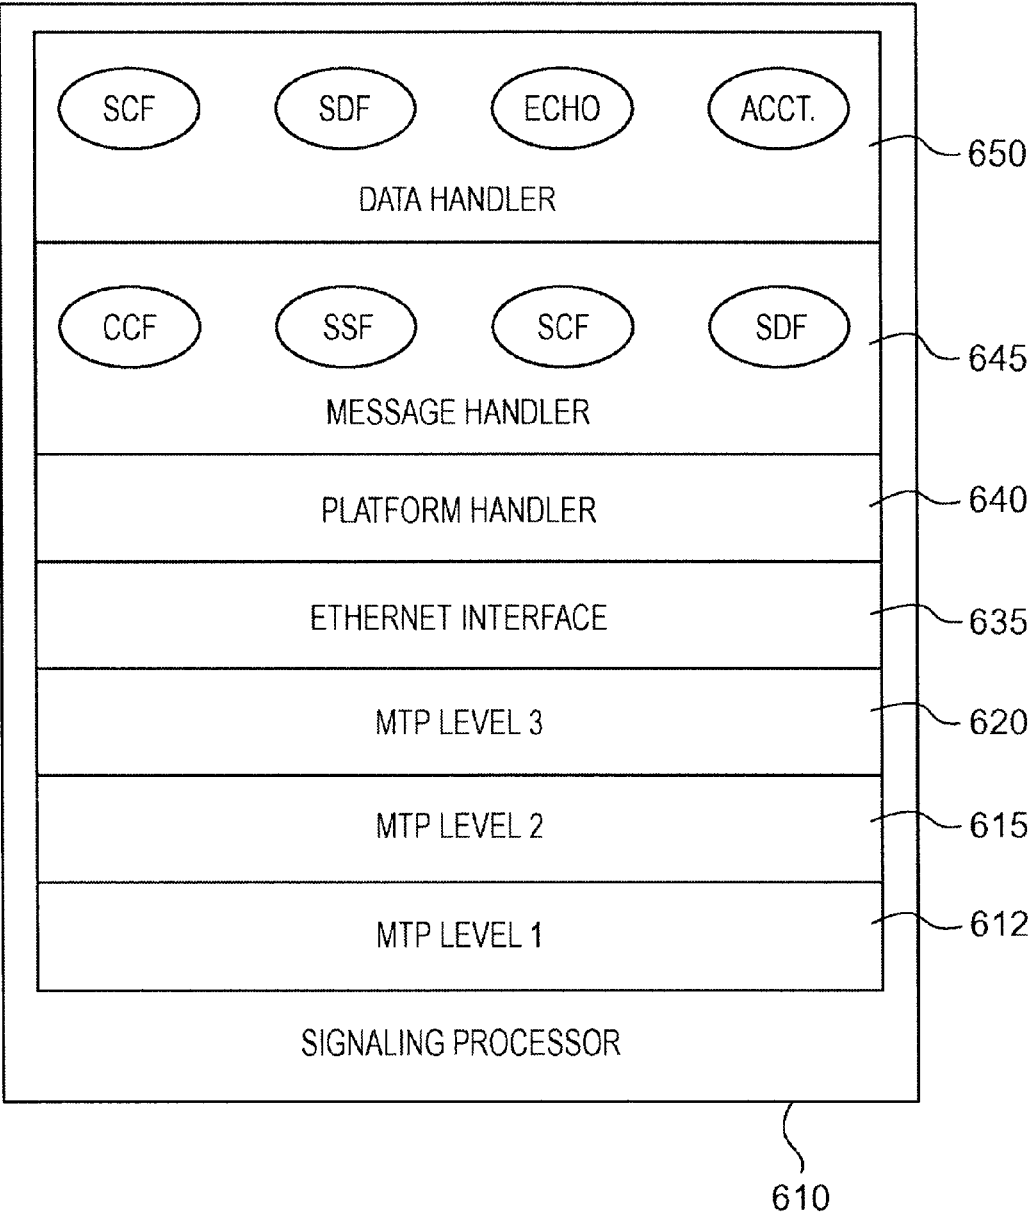 SCF SDF ECHO ACCT.
650
DATA HANDLER
CCF SSF SCF SDF
645
MESSAGE HANDLER
PLATFORM HANDLER
640
ETHERNET INTERFACE
635
MTP LEVEL 3
620
MTP LEVEL 2
615
MTP LEVEL 1
612
SIGNALING PROCESSOR
610